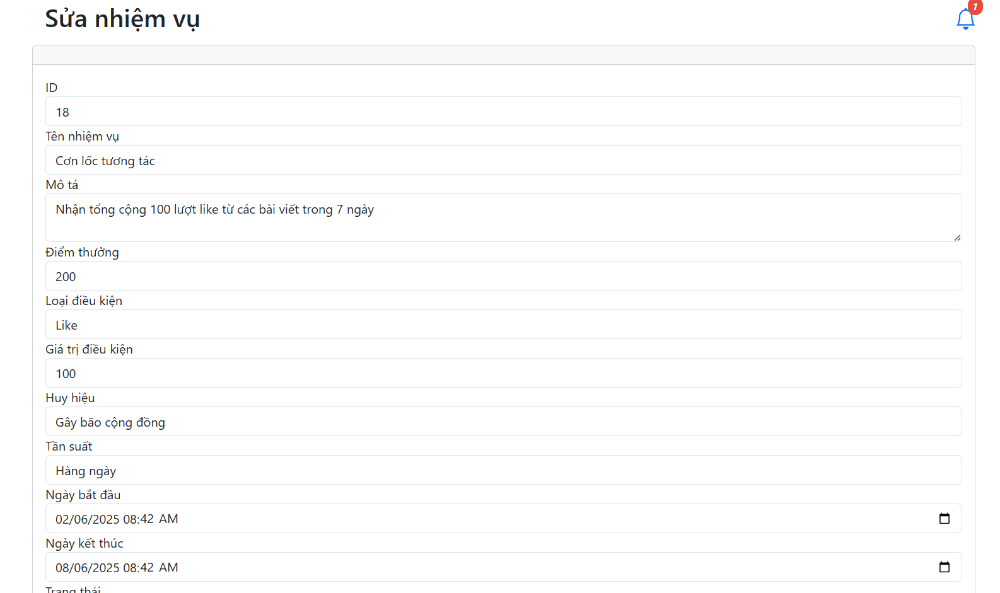 Sửa nhiệm vụ
1
ID
18
Tên nhiệm vụ
Cơn lốc tương tác
Mô tả
Nhận tổng cộng 100 lượt like từ các bài viết trong 7 ngày
Điểm thưởng
200
Loại điều kiện
Like
Giá trị điều kiện
100
Huy hiệu
Gây bão cộng đồng
Tần suất
Hàng ngày
Ngày bắt đầu
02/06/2025 08:42 AM
Ngày kết thúc
08/06/2025 08:42 AM
Trạng thái